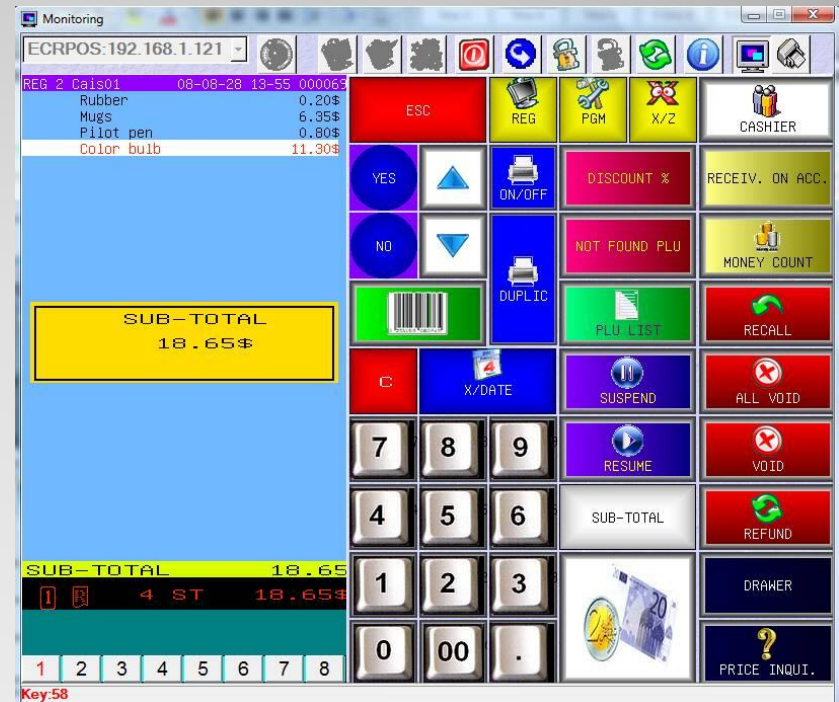 Monitoring
ECRPOS:192.168.1.121
REG 2 Cais01 08-08-28 13-55 000069
Rubber 0.20$
Mugs 6.35$
Pilot pen 0.80$
Color bulb 11.30$
SUB-TOTAL
18.65$
SUB-TOTAL 18.65
1 R 4 ST 18.65$
1 2 3 4 5 6 7 8
Key:58
ESC
REG
PGM
X/Z
CASHIER
YES
ON/OFF
DISCOUNT %
RECEIV. ON ACC.
NO
DUPLIC
NOT FOUND PLU
MONEY COUNT
PLU LIST
RECALL
C
4
X/DATE
SUSPEND
ALL VOID
7 8 9
RESUME
VOID
4 5 6
SUB-TOTAL
REFUND
1 2 3
20
DRAWER
0 00 .
PRICE INQUI.